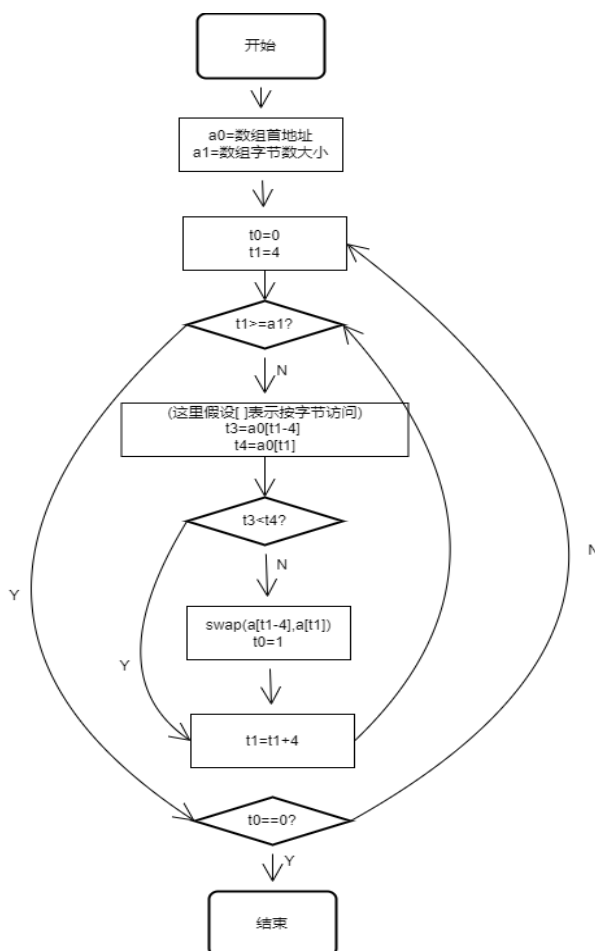 开始
a0=数组首地址
a1=数组字节数大小
t0=0
t1=4
t1>=a1?
N
(这里假设[ ]表示按字节访问)
t3=a0[t1-4]
t4=a0[t1]
t3<t4?
N
Y
N
swap(a[t1-4],a[t1])
t0=1
Y
t1=t1+4
t0==0?
Y
结束